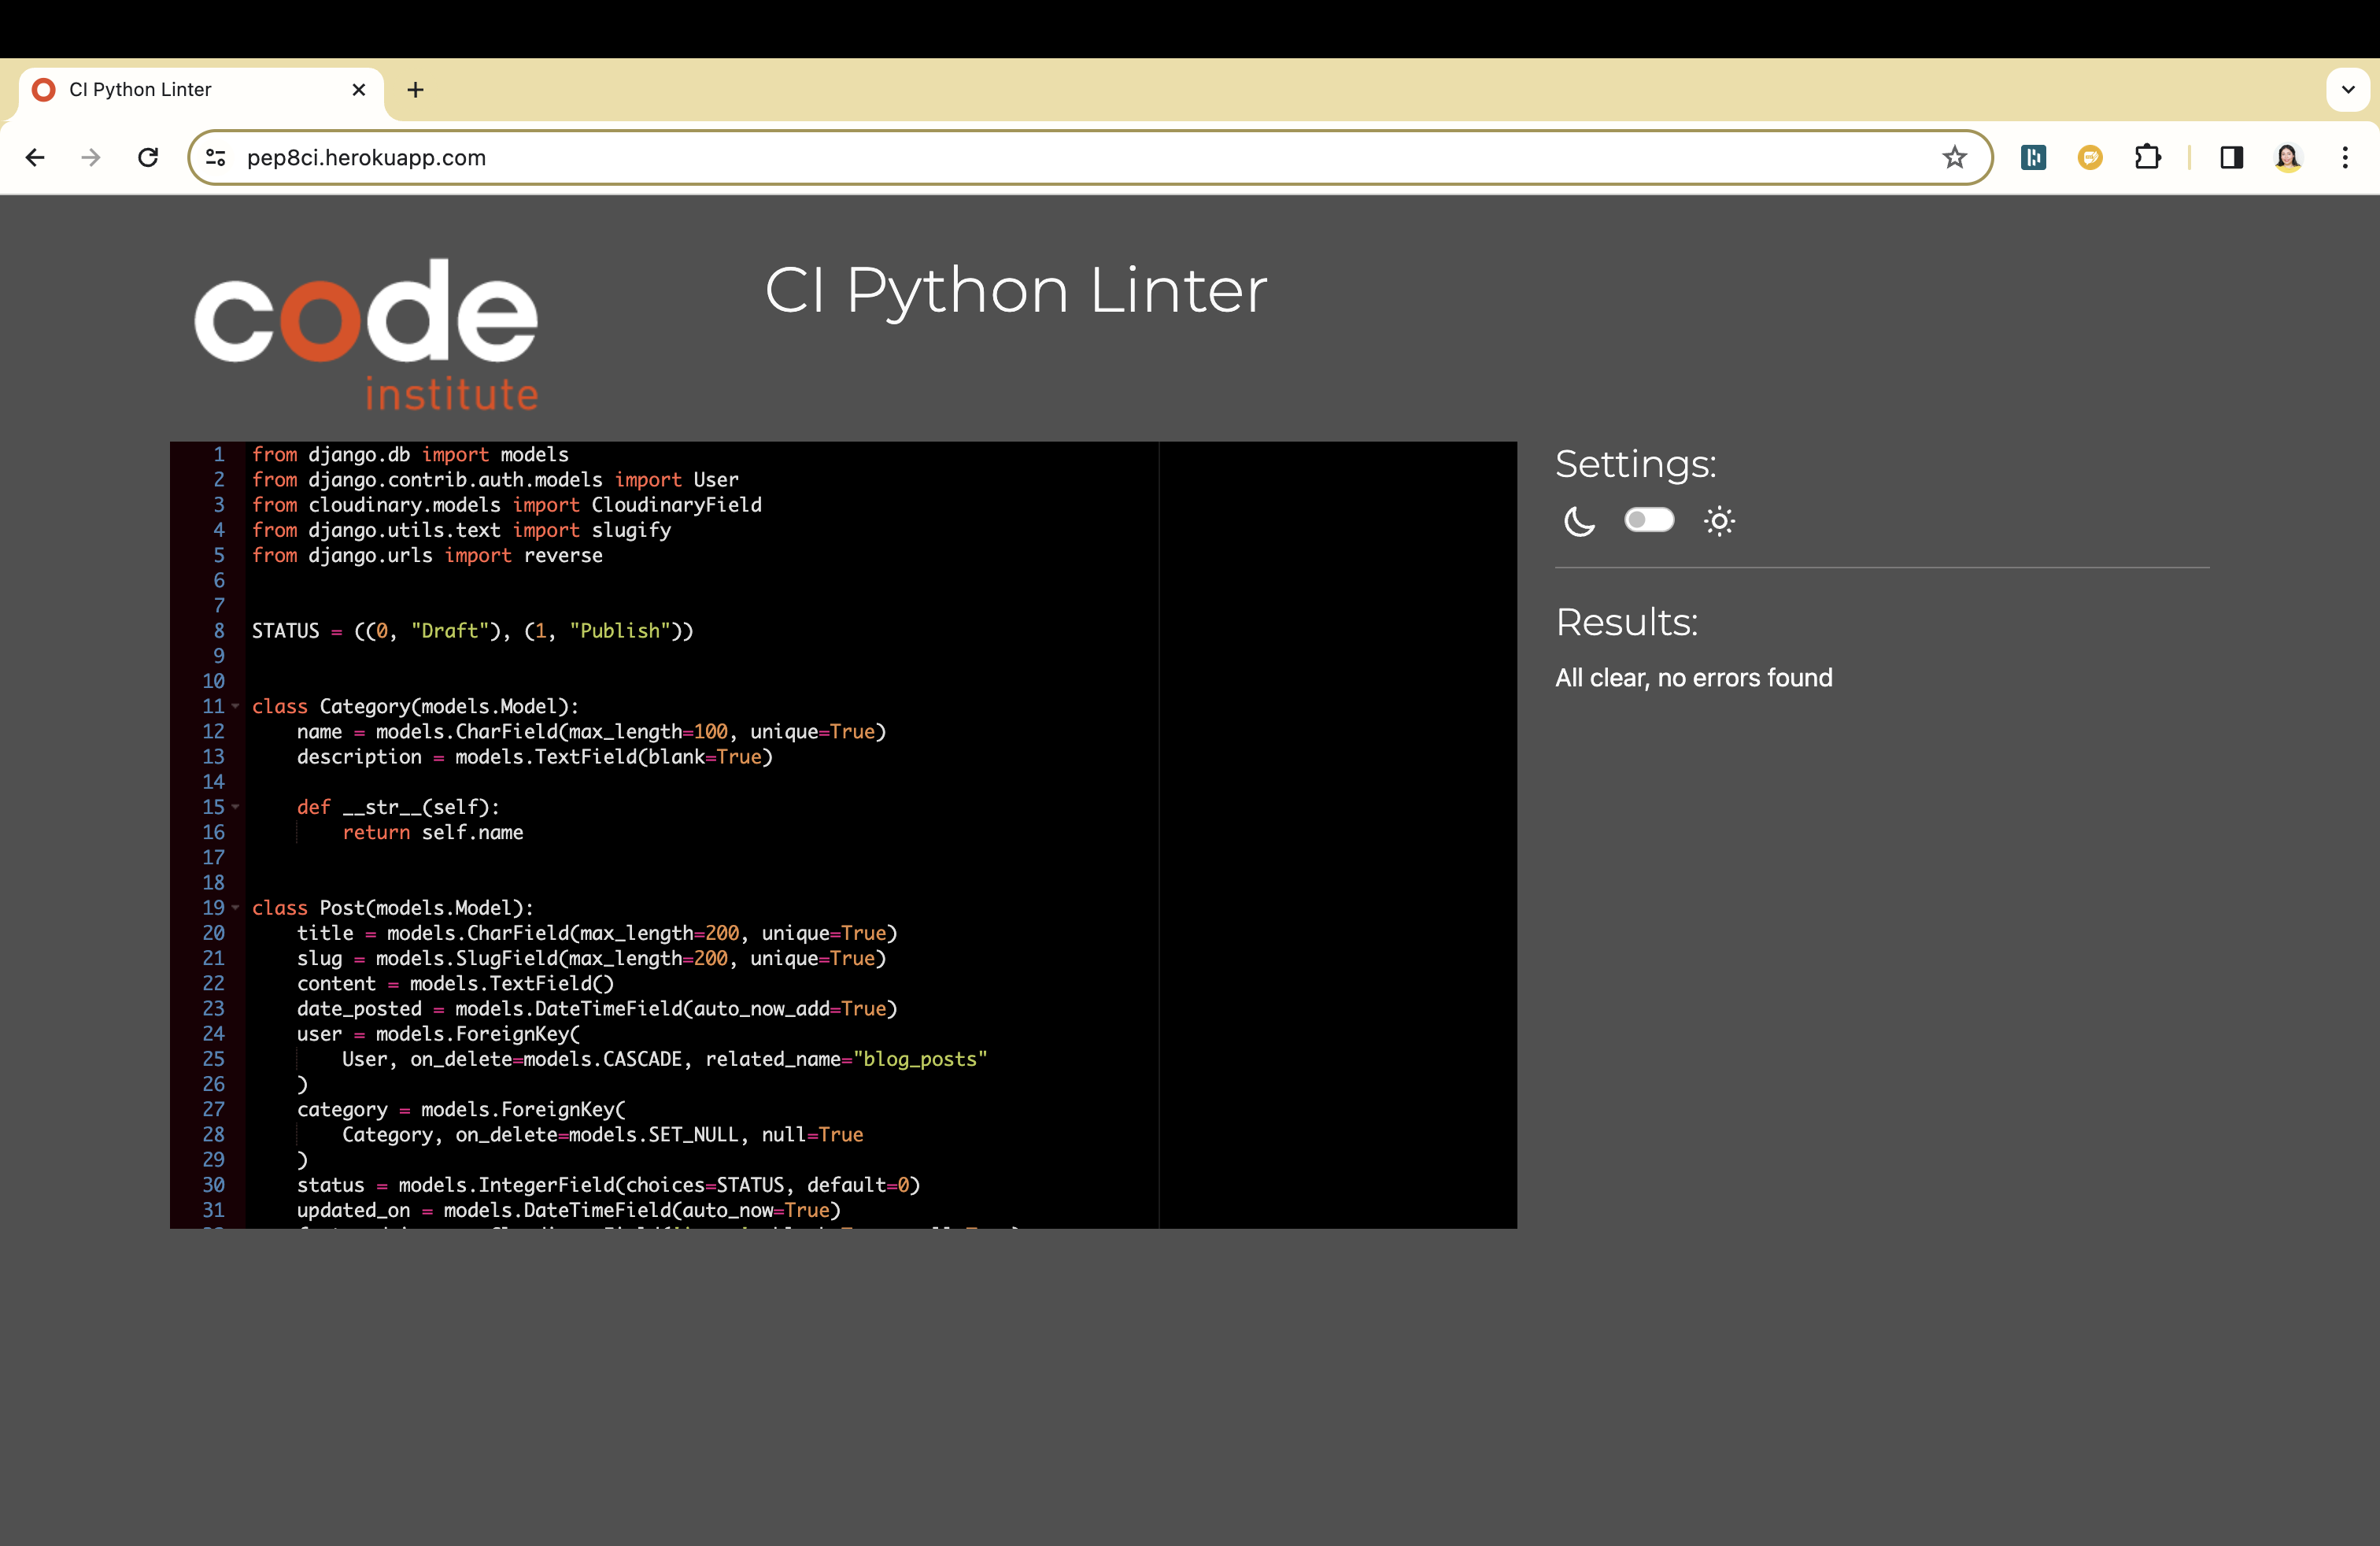 CI Python Linter
pep8ci.herokuapp.com
code
institute
CI Python Linter
1 from django.db import models
2 from django.contrib.auth.models import User
3 from cloudinary.models import CloudinaryField
4 from django.utils.text import slugify
5 from django.urls import reverse
6
7
8 STATUS = ((0, "Draft"), (1, "Publish"))
9
10
11 class Category(models.Model):
12     name = models.CharField(max_length=100, unique=True)
13     description = models.TextField(blank=True)
14
15     def __str__(self):
16         return self.name
17
18
19 class Post(models.Model):
20     title = models.CharField(max_length=200, unique=True)
21     slug = models.SlugField(max_length=200, unique=True)
22     content = models.TextField()
23     date_posted = models.DateTimeField(auto_now_add=True)
24     user = models.ForeignKey(
25         User, on_delete=models.CASCADE, related_name="blog_posts"
26     )
27     category = models.ForeignKey(
28         Category, on_delete=models.SET_NULL, null=True
29     )
30     status = models.IntegerField(choices=STATUS, default=0)
31     updated_on = models.DateTimeField(auto_now=True)
Settings:
Results:
All clear, no errors found